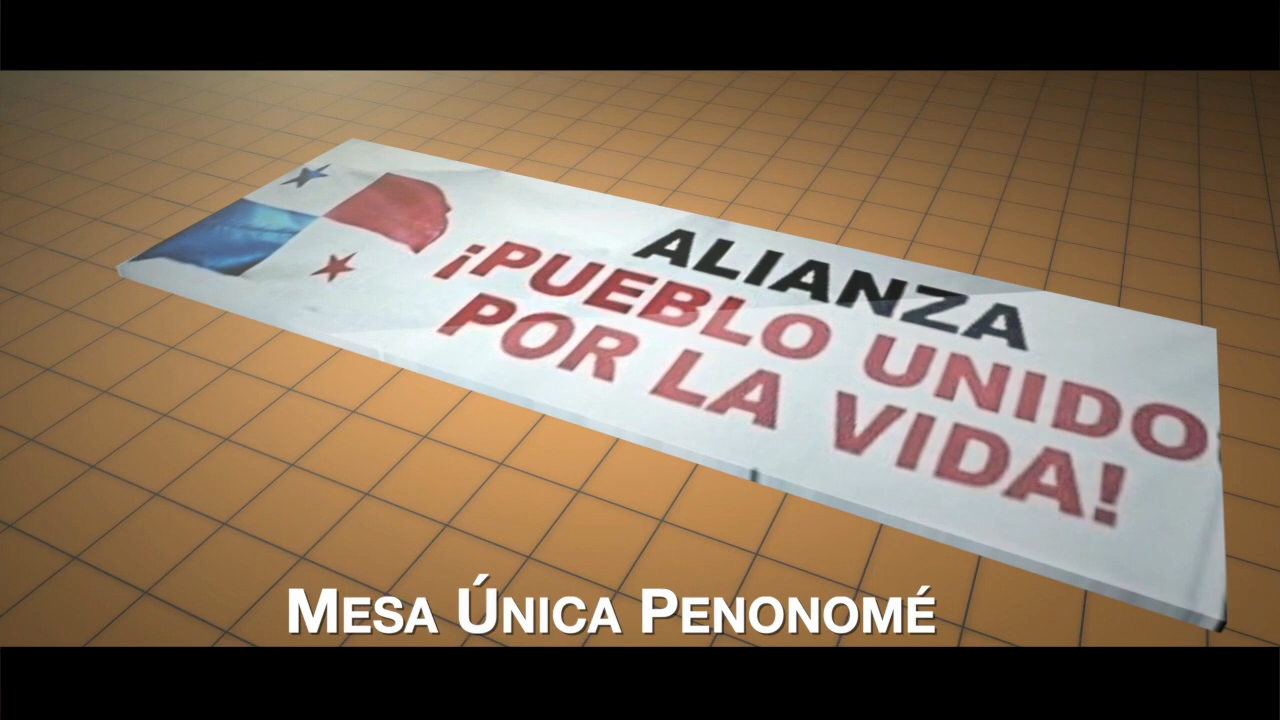 ALIANZA
¡PUEBLO UNIDO
POR LA VIDA!
MESA ÚNICA PENONOMÉ